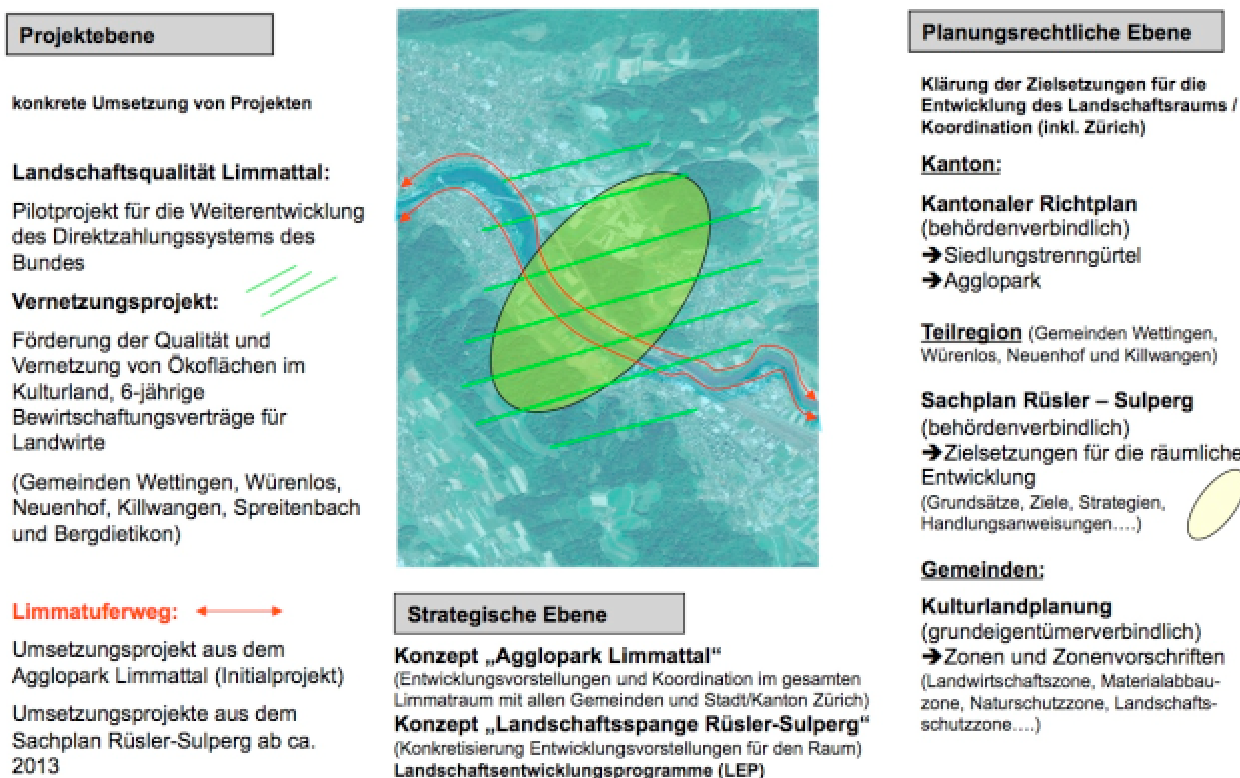 Projektebene
konkrete Umsetzung von Projekten
Landschaftsqualität Limmattal:
Pilotprojekt für die Weiterentwicklung
des Direktzahlungssystems des
Bundes
Vernetzungsprojekt:
Förderung der Qualität und
Vernetzung von Ökoflächen im
Kulturland, 6-jährige
Bewirtschaftungsverträge für
Landwirte
(Gemeinden Wettingen, Würenlos,
Neuenhof, Killwangen, Spreitenbach
und Bergdietikon)
Limmatuferweg:
Umsetzungsprojekt aus dem
Agglopark Limmattal (Initialprojekt)
Umsetzungsprojekte aus dem
Sachplan Rüsler-Sulperg ab ca.
2013
Strategische Ebene
Konzept „Agglopark Limmattal“
(Entwicklungsvorstellungen und Koordination im gesamten
Limmatraum mit allen Gemeinden und Stadt/Kanton Zürich)
Konzept „Landschaftsspange Rüsler-Sulperg“
(Konkretisierung Entwicklungsvorstellungen für den Raum)
Landschaftsentwicklungsprogramme (LEP)
Planungsrechtliche Ebene
Klärung der Zielsetzungen für die
Entwicklung des Landschaftsraums /
Koordination (inkl. Zürich)
Kanton:
Kantonaler Richtplan
(behördenverbindlich)
➔Siedlungstrenngürtel
➔Agglopark
Teilregion (Gemeinden Wettingen,
Würenlos, Neuenhof und Killwangen)
Sachplan Rüsler – Sulperg
(behördenverbindlich)
➔Zielsetzungen für die räumliche
Entwicklung
(Grundsätze, Ziele, Strategien,
Handlungsanweisungen....)
Gemeinden:
Kulturlandplanung
(grundeigentümerverbindlich)
➔Zonen und Zonenvorschriften
(Landwirtschaftszone, Materialabbau-
zone, Naturschutzzone, Landschafts-
schutzzone....)